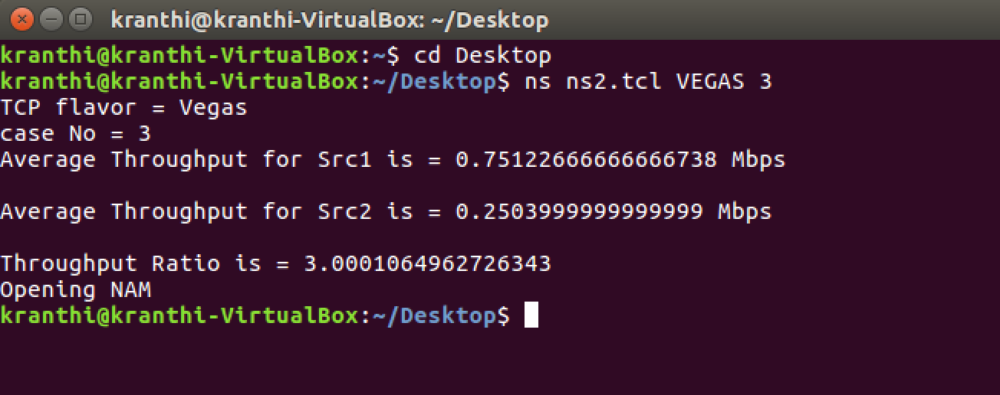 kranthi@kranthi-VirtualBox: ~/Desktop
kranthi@kranthi-VirtualBox:~$ cd Desktop
kranthi@kranthi-VirtualBox:~/Desktop$ ns ns2.tcl VEGAS 3
TCP flavor = Vegas
case No = 3
Average Throughput for Src1 is = 0.75122666666666738 Mbps
Average Throughput for Src2 is = 0.2503999999999999 Mbps
Throughput Ratio is = 3.0001064962726343
Opening NAM
kranthi@kranthi-VirtualBox:~/Desktop$